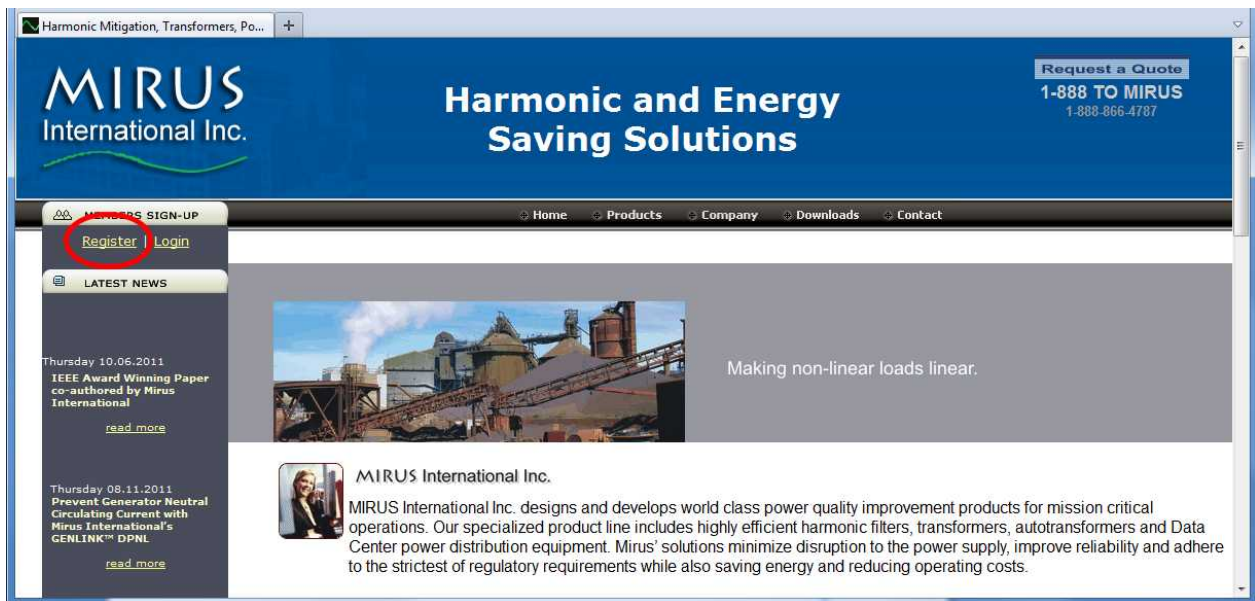 Harmonic Mitigation, Transformers, Po...
MIRUS
International Inc.
Harmonic and Energy
Saving Solutions
Request a Quote
1-888 TO MIRUS
1-888-866-4787
MEMBERS SIGN-UP
Home Products Company Downloads Contact
Register | Login
LATEST NEWS
Thursday 10.06.2011
IEEE Award Winning Paper
co-authored by Mirus
International
read more
Thursday 08.11.2011
Prevent Generator Neutral
Circulating Current with
Mirus International's
GENLINK™ DPNL
read more
Making non-linear loads linear.
MIRUS International Inc.
MIRUS International Inc. designs and develops world class power quality improvement products for mission critical
operations. Our specialized product line includes highly efficient harmonic filters, transformers, autotransformers and Data
Center power distribution equipment. Mirus' solutions minimize disruption to the power supply, improve reliability and adhere
to the strictest of regulatory requirements while also saving energy and reducing operating costs.